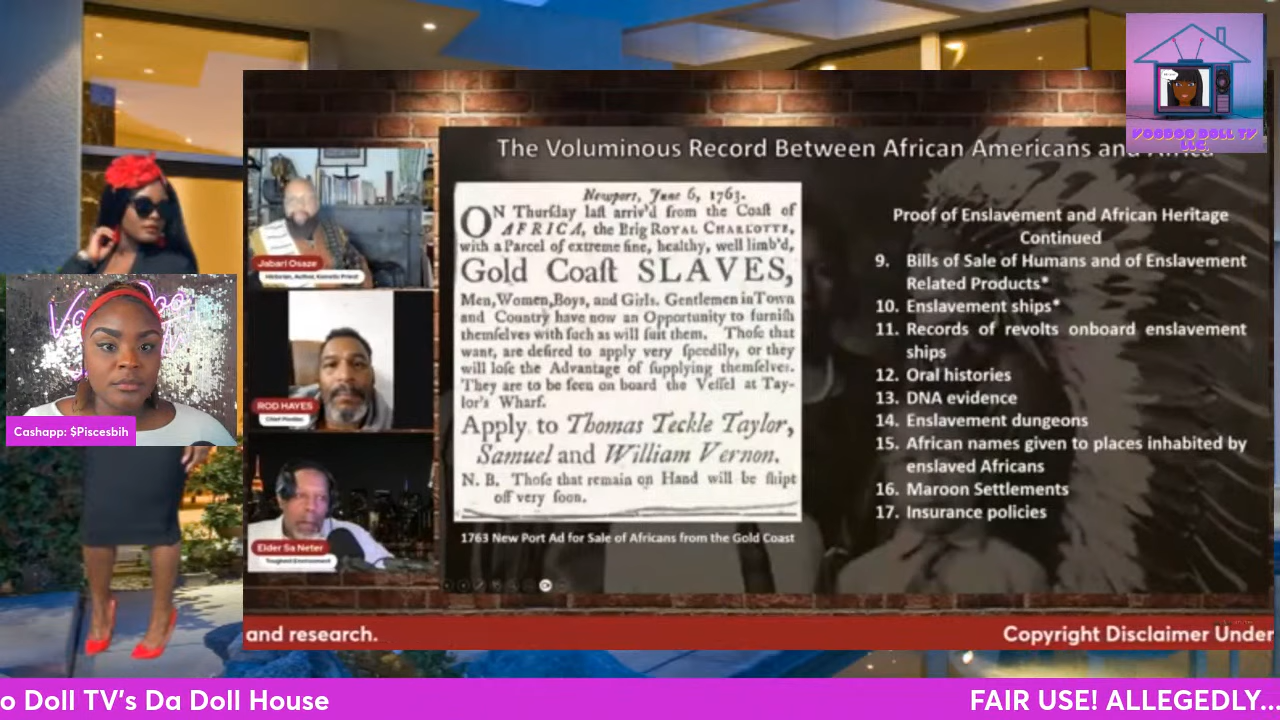 VOODOO DOLL TV
LLC.
The Voluminous Record Between African Americans and Africa
Newport, June 6, 1763.
ON Thurſday laſt arriv'd from the Coaſt of
AFRICA, the Brig ROYAL CHARLOTTE,
with a Parcel of extreme fine, healthy, well limb'd,
Gold Coaſt SLAVES,
Men, Women, Boys, and Girls. Gentlemen in Town
and Country have now an Opportunity to furniſh
themſelves with ſuch as will ſuit them. Thoſe that
want, are deſired to apply very ſpeedily, or they
will loſe the Advantage of ſupplying themſelves.
They are to be ſeen on board the Veſſel at Tay-
lor's Wharf.
Apply to Thomas Teckle Taylor,
Samuel and William Vernon.
N. B. Thoſe that remain on Hand will be ſhipt
off very ſoon.
1763 New Port Ad for Sale of Africans from the Gold Coast
Proof of Enslavement and African Heritage
Continued
9. Bills of Sale of Humans and of Enslavement
Related Products*
10. Enslavement ships*
11. Records of revolts onboard enslavement
ships
12. Oral histories
13. DNA evidence
14. Enslavement dungeons
15. African names given to places inhabited by
enslaved Africans
16. Maroon Settlements
17. Insurance policies
Jabari Osaze
Historian, Author, Kemetic Priest
ROD HAYES
Elder Sa Neter
VooDoo
Cashapp: $Piscesbih
and research.
Copyright Disclaimer Under
o Doll TV's Da Doll House
FAIR USE! ALLEGEDLY...